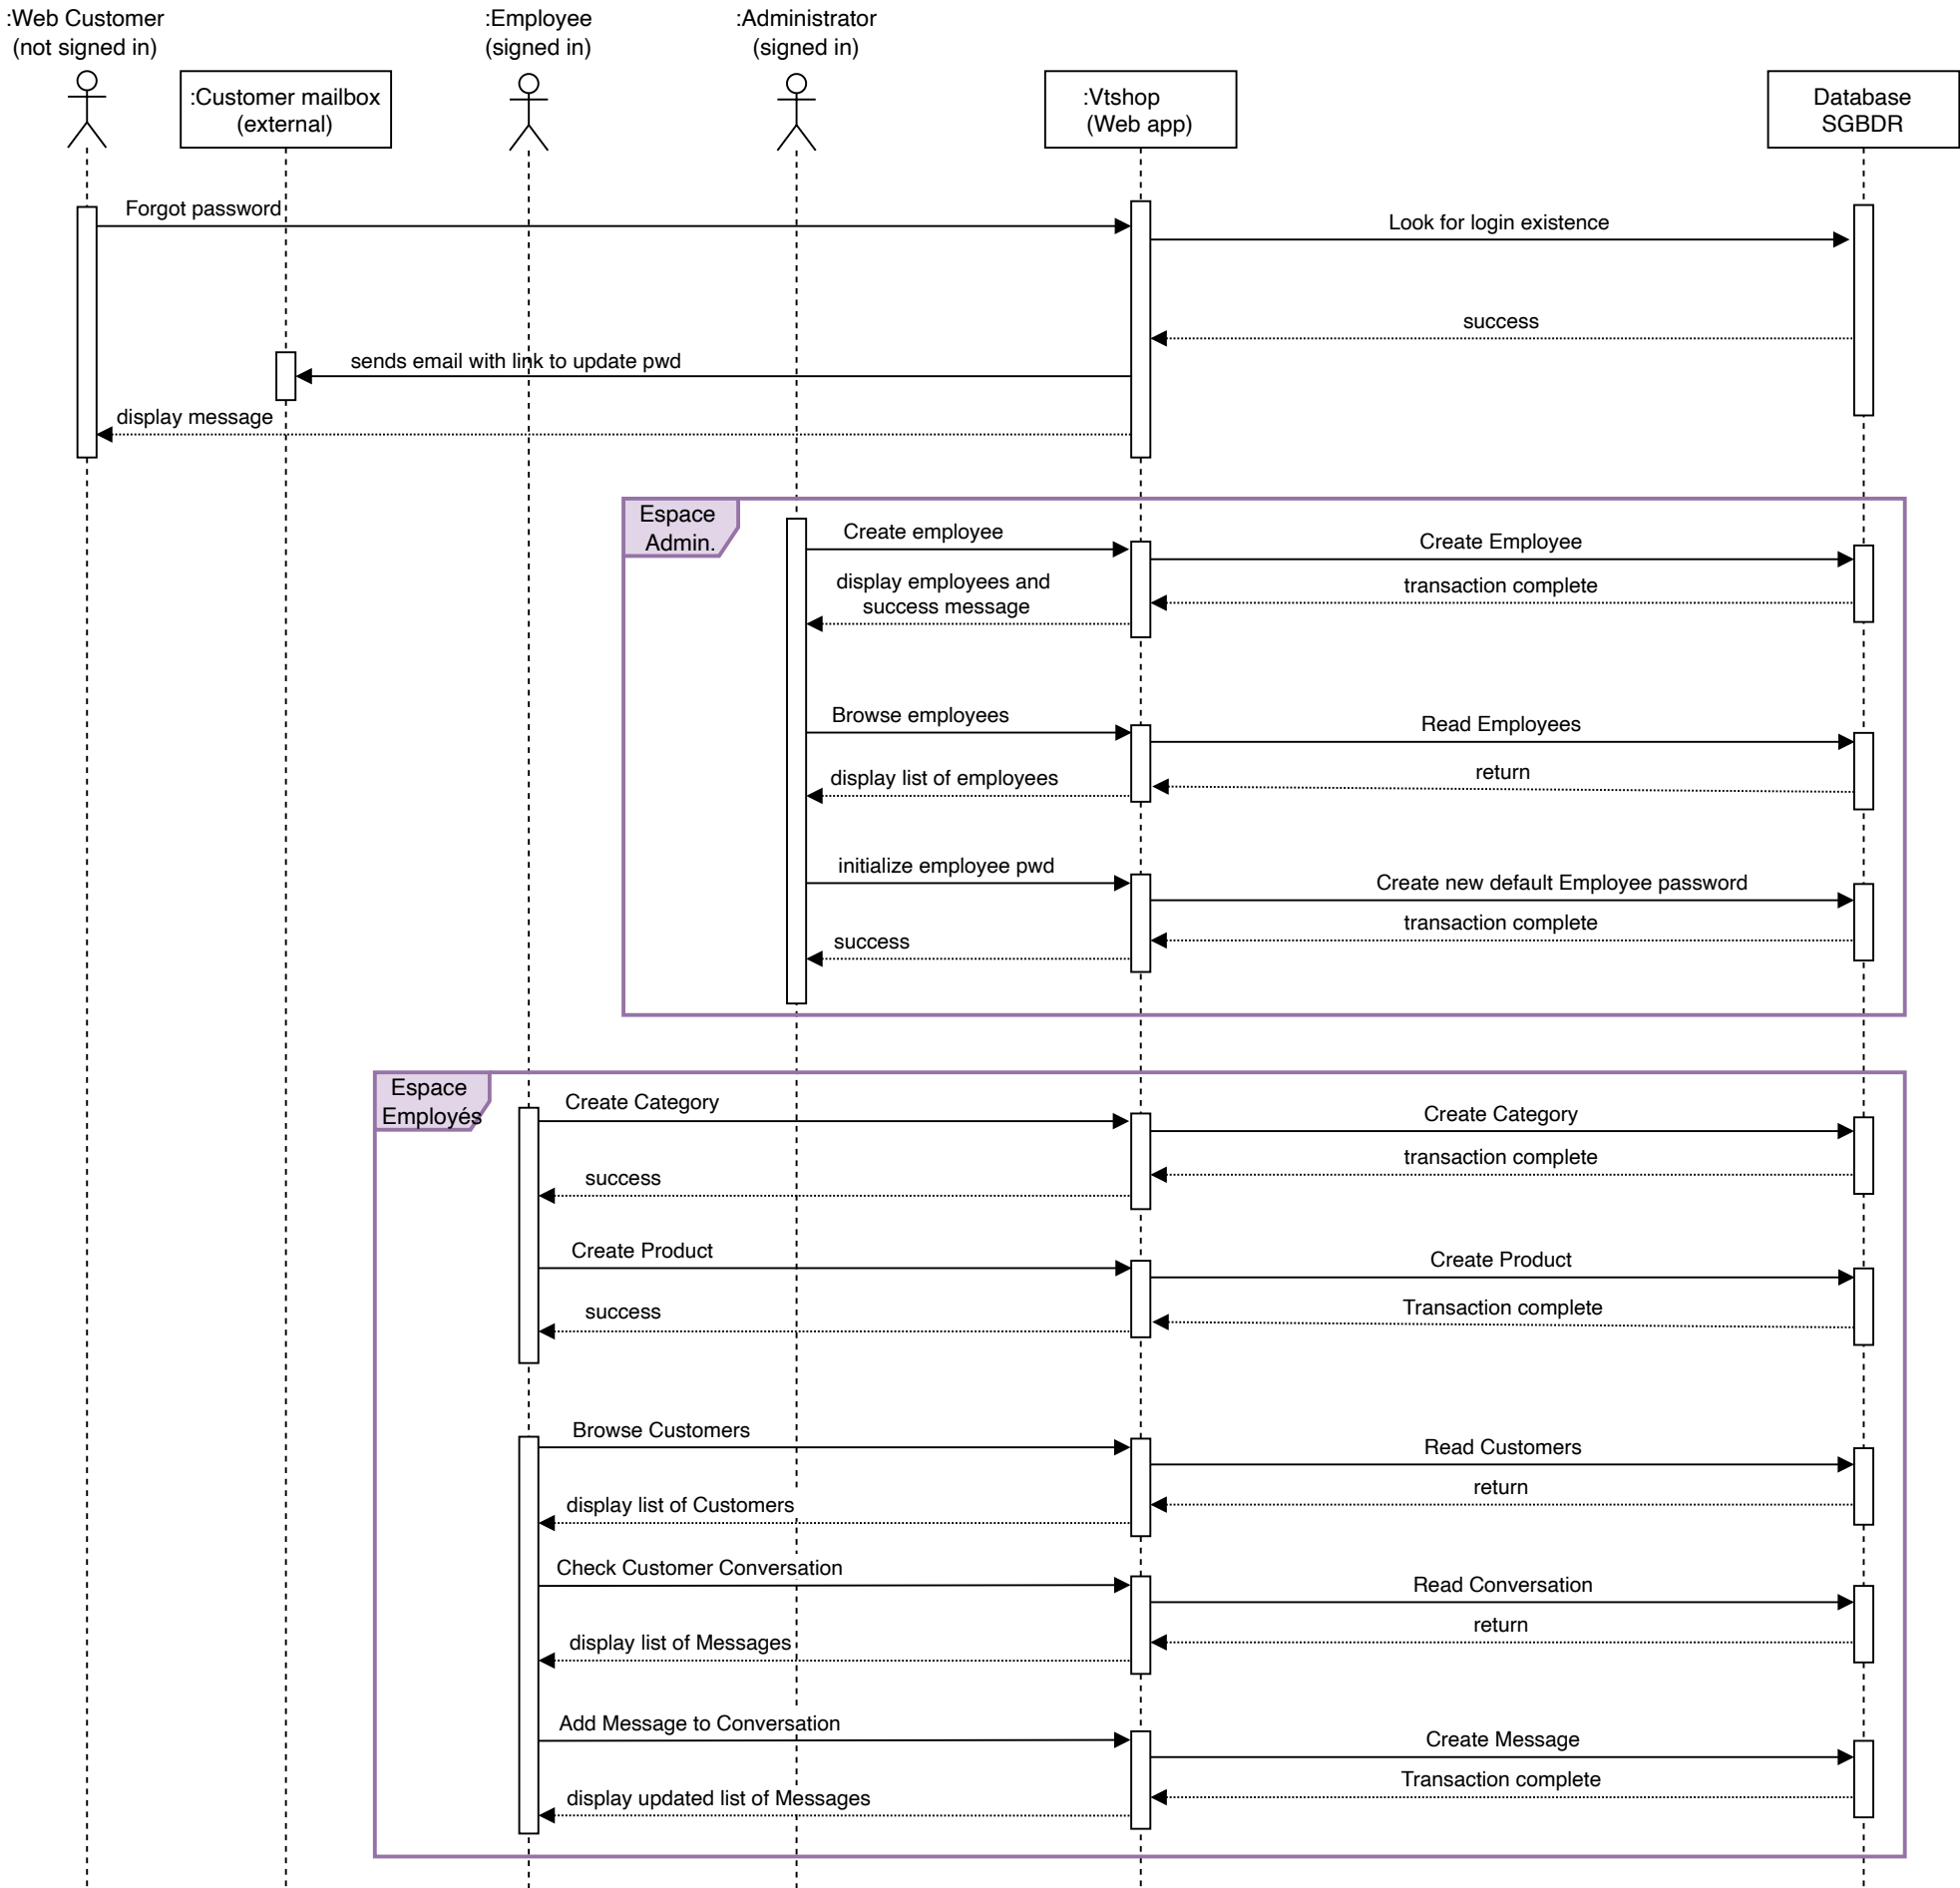 :Web Customer
(not signed in)
:Employee
(signed in)
:Administrator
(signed in)
:Customer mailbox
(external)
:Vtshop
(Web app)
Database
SGBDR
Forgot password
Look for login existence
success
sends email with link to update pwd
display message
Espace
Admin.
Create employee
Create Employee
display employees and
success message
transaction complete
Browse employees
Read Employees
display list of employees
return
initialize employee pwd
Create new default Employee password
transaction complete
success
Espace
Employés
Create Category
Create Category
transaction complete
success
Create Product
Create Product
success
Transaction complete
Browse Customers
Read Customers
return
display list of Customers
Check Customer Conversation
Read Conversation
return
display list of Messages
Add Message to Conversation
Create Message
Transaction complete
display updated list of Messages